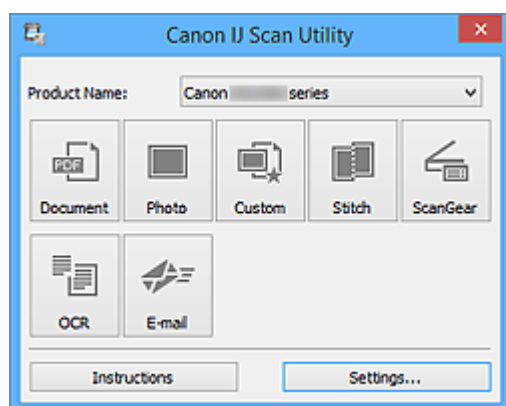 Canon IJ Scan Utility
Product Name: Canon series
PDF
Document Photo Custom Stitch ScanGear
OCR E-mail
Instructions Settings...